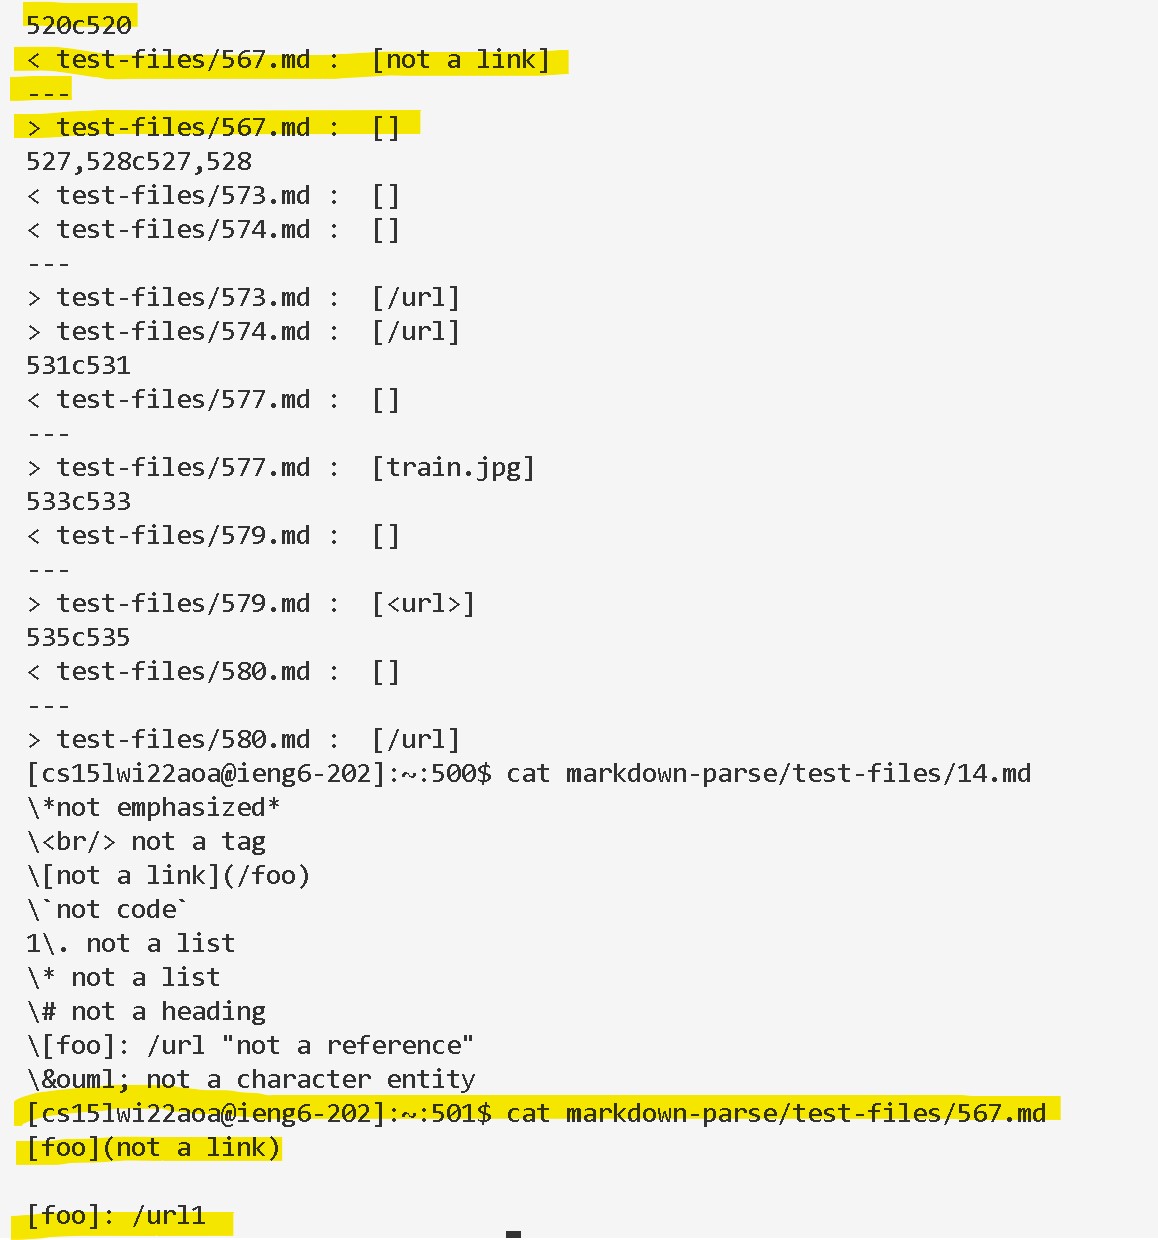 520c520
< test-files/567.md :  [not a link]
---
> test-files/567.md :  []
527,528c527,528
< test-files/573.md :  []
< test-files/574.md :  []
---
> test-files/573.md :  [/url]
> test-files/574.md :  [/url]
531c531
< test-files/577.md :  []
---
> test-files/577.md :  [train.jpg]
533c533
< test-files/579.md :  []
---
> test-files/579.md :  [<url>]
535c535
< test-files/580.md :  []
---
> test-files/580.md :  [/url]
[cs15lwi22aoa@ieng6-202]:~:500$ cat markdown-parse/test-files/14.md
\*not emphasized*
\<br/> not a tag
\[not a link](/foo)
\`not code`
1\. not a list
\* not a list
\# not a heading
\[foo]: /url "not a reference"
\&ouml; not a character entity
[cs15lwi22aoa@ieng6-202]:~:501$ cat markdown-parse/test-files/567.md
[foo](not a link)

[foo]: /url1